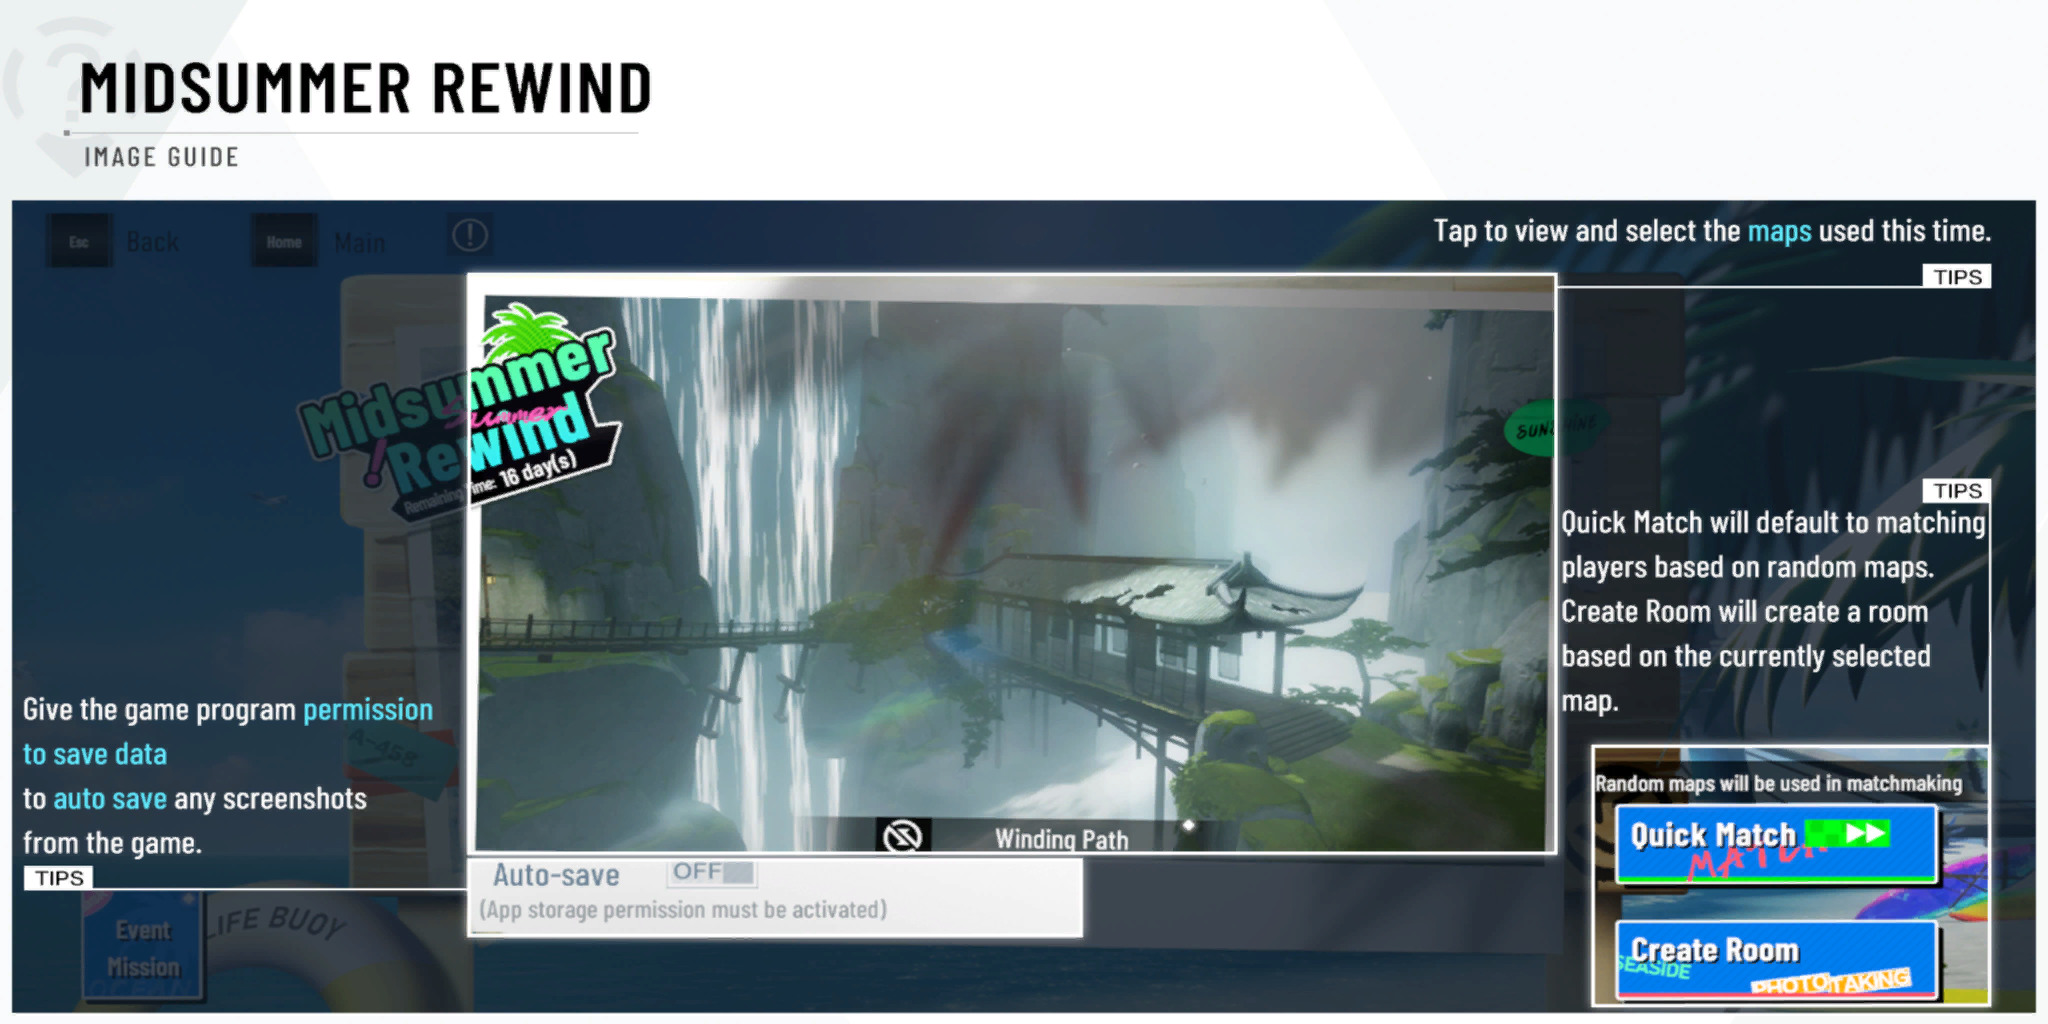 MIDSUMMER REWIND
IMAGE GUIDE
Esc Back
Home Main
Tap to view and select the maps used this time.
TIPS
Midsummer
summer
Rewind
Remaining Time: 16 day(s)
SUNSHINE
TIPS
Quick Match will default to matching
players based on random maps.
Create Room will create a room
based on the currently selected
map.
Give the game program permission
to save data
to auto save any screenshots
from the game.
TIPS
A-458
Winding Path
Auto-save OFF
(App storage permission must be activated)
Random maps will be used in matchmaking
Quick Match
MATCH
Create Room
SEASIDE
PHOTO TAKING
Event
Mission
OCEAN
LIFE BUOY